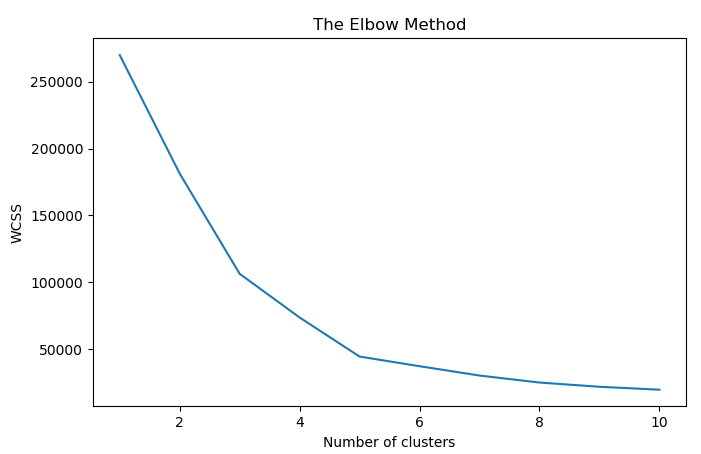 The Elbow Method
250000
200000
150000
100000
50000
WCSS
2 4 6 8 10
Number of clusters